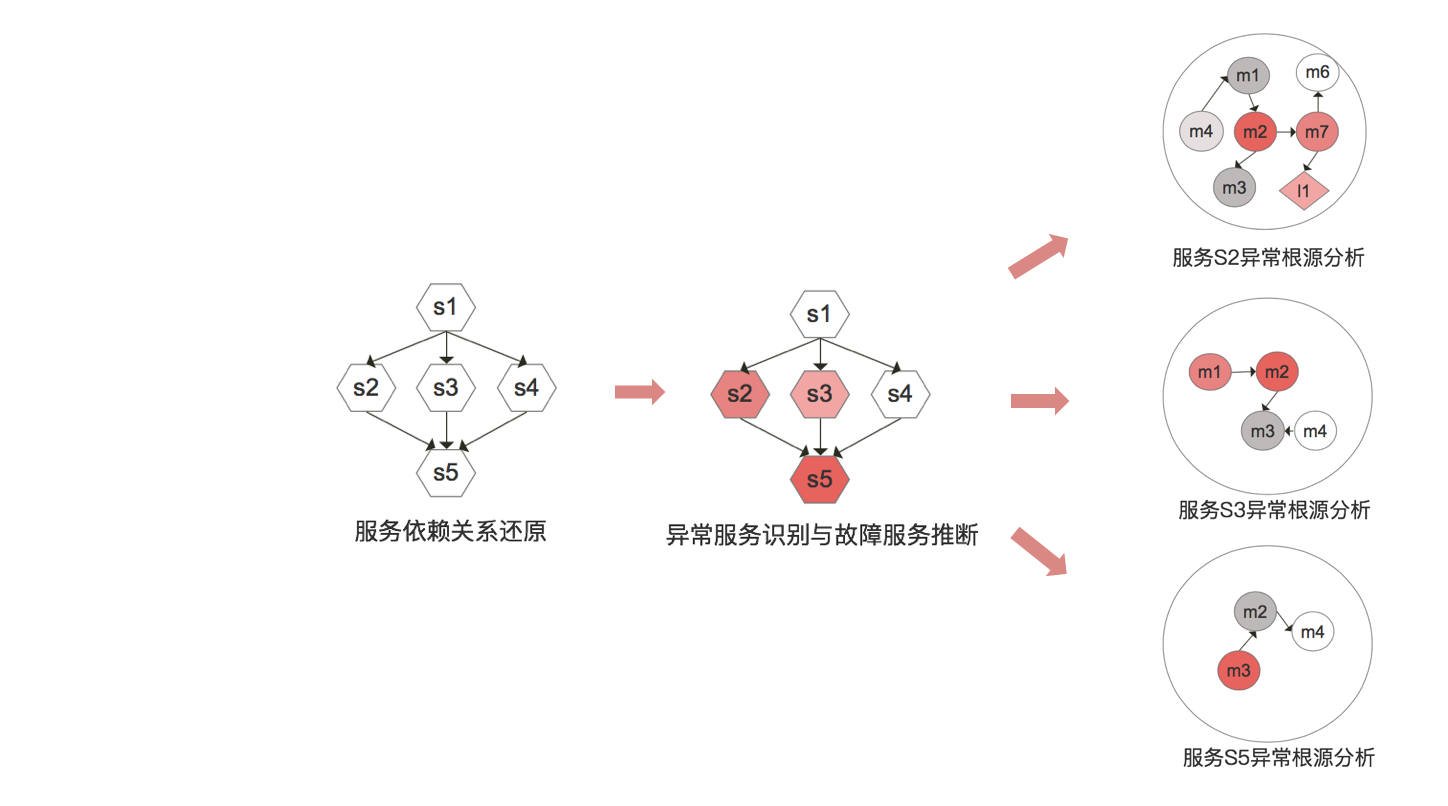 s1
s2
s3
s4
s5
服务依赖关系还原
s1
s2
s3
s4
s5
异常服务识别与故障服务推断
m1
m6
m4
m2
m7
m3
l1
服务S2异常根源分析
m1
m2
m3
m4
服务S3异常根源分析
m2
m4
m3
服务S5异常根源分析